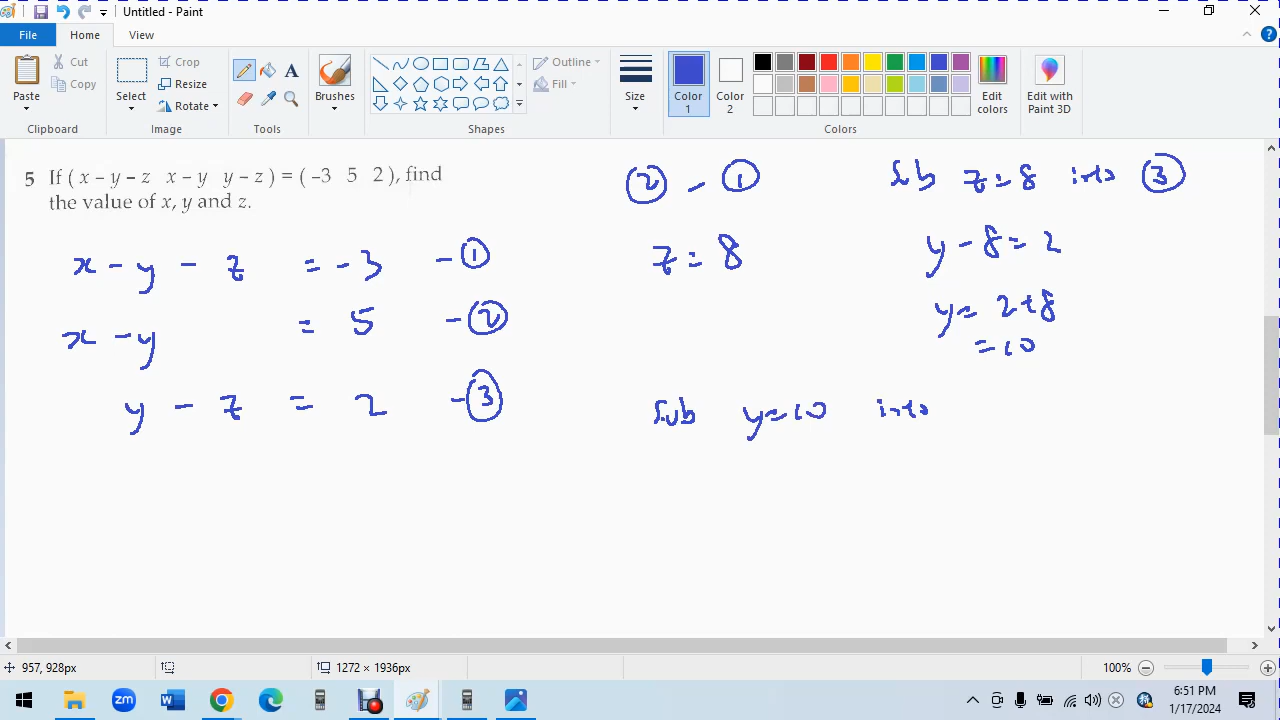 Untitled - Paint
File Home View
Paste Cut Copy
Clipboard
Select Crop Resize Rotate
Image
Tools
Brushes
Outline Fill
Shapes
Size
Color 1
Color 2
Edit colors
Edit with Paint 3D
Colors
5 If ( x – y – z x – y y – z ) = ( –3 5 2 ), find
the value of x, y and z.
x - y - z = -3 - ①
x - y = 5 - ②
y - z = 2 - ③
② - ①
z = 8
sub z = 8 into ③
y - 8 = 2
y = 2+8
= 10
sub y = 10 into
957, 928px
1272 × 1936px
100%
zm
W
6:51 PM
1/17/2024